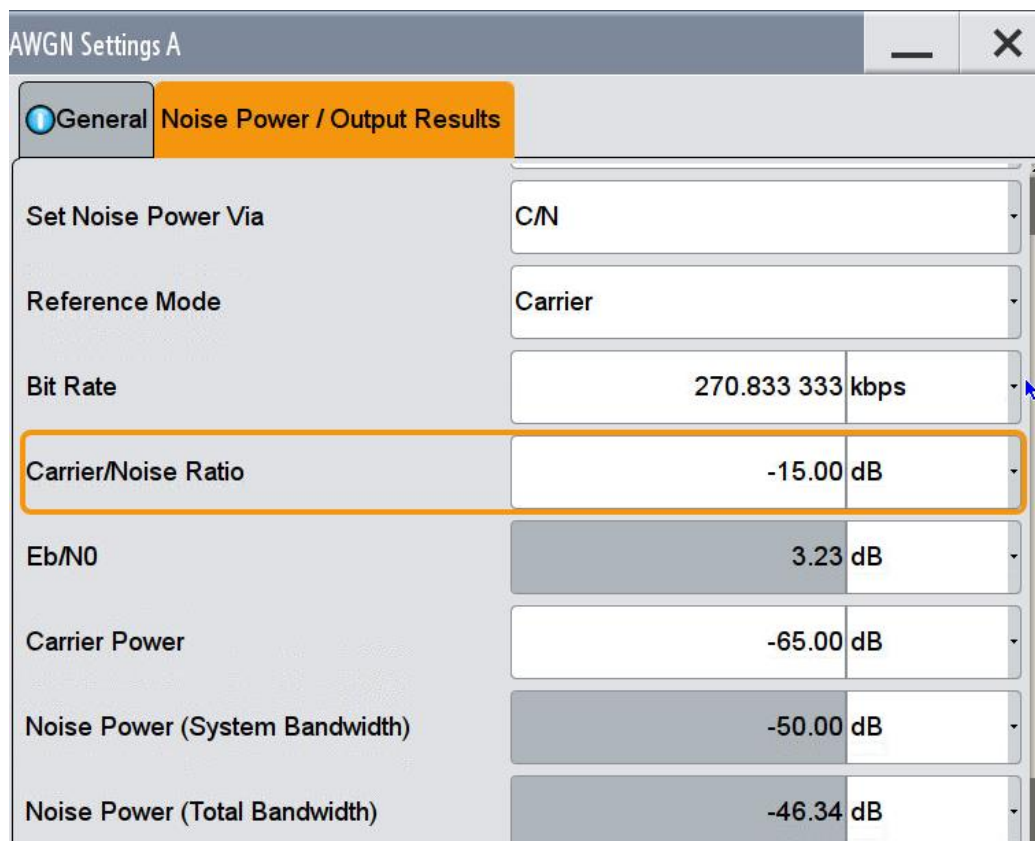 AWGN Settings A
General Noise Power / Output Results
Set Noise Power Via C/N
Reference Mode Carrier
Bit Rate 270.833 333 kbps
Carrier/Noise Ratio -15.00 dB
Eb/N0 3.23 dB
Carrier Power -65.00 dB
Noise Power (System Bandwidth) -50.00 dB
Noise Power (Total Bandwidth) -46.34 dB